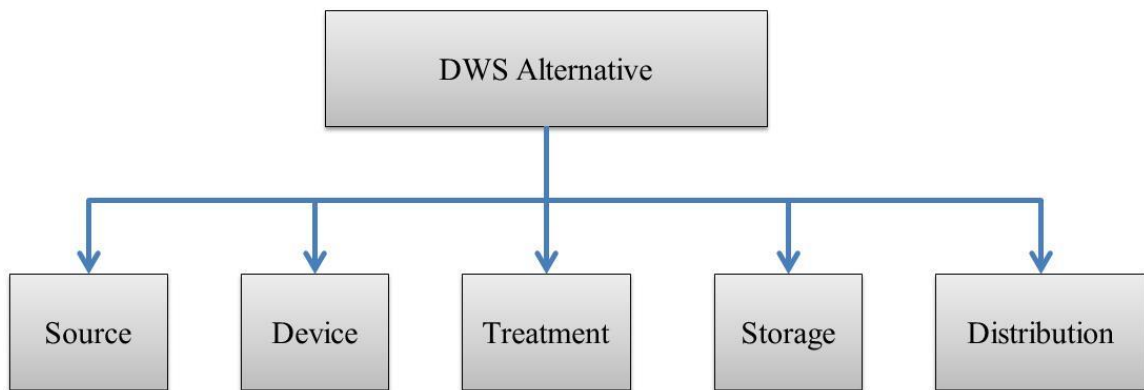 DWS Alternative
Source
Device
Treatment
Storage
Distribution